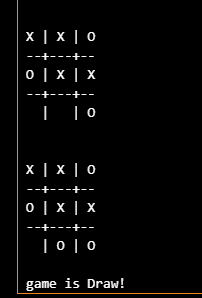 X | X | O
--+---+--
O | X | X
--+---+--
  |   | O
X | X | O
--+---+--
O | X | X
--+---+--
  | O | O
game is Draw!